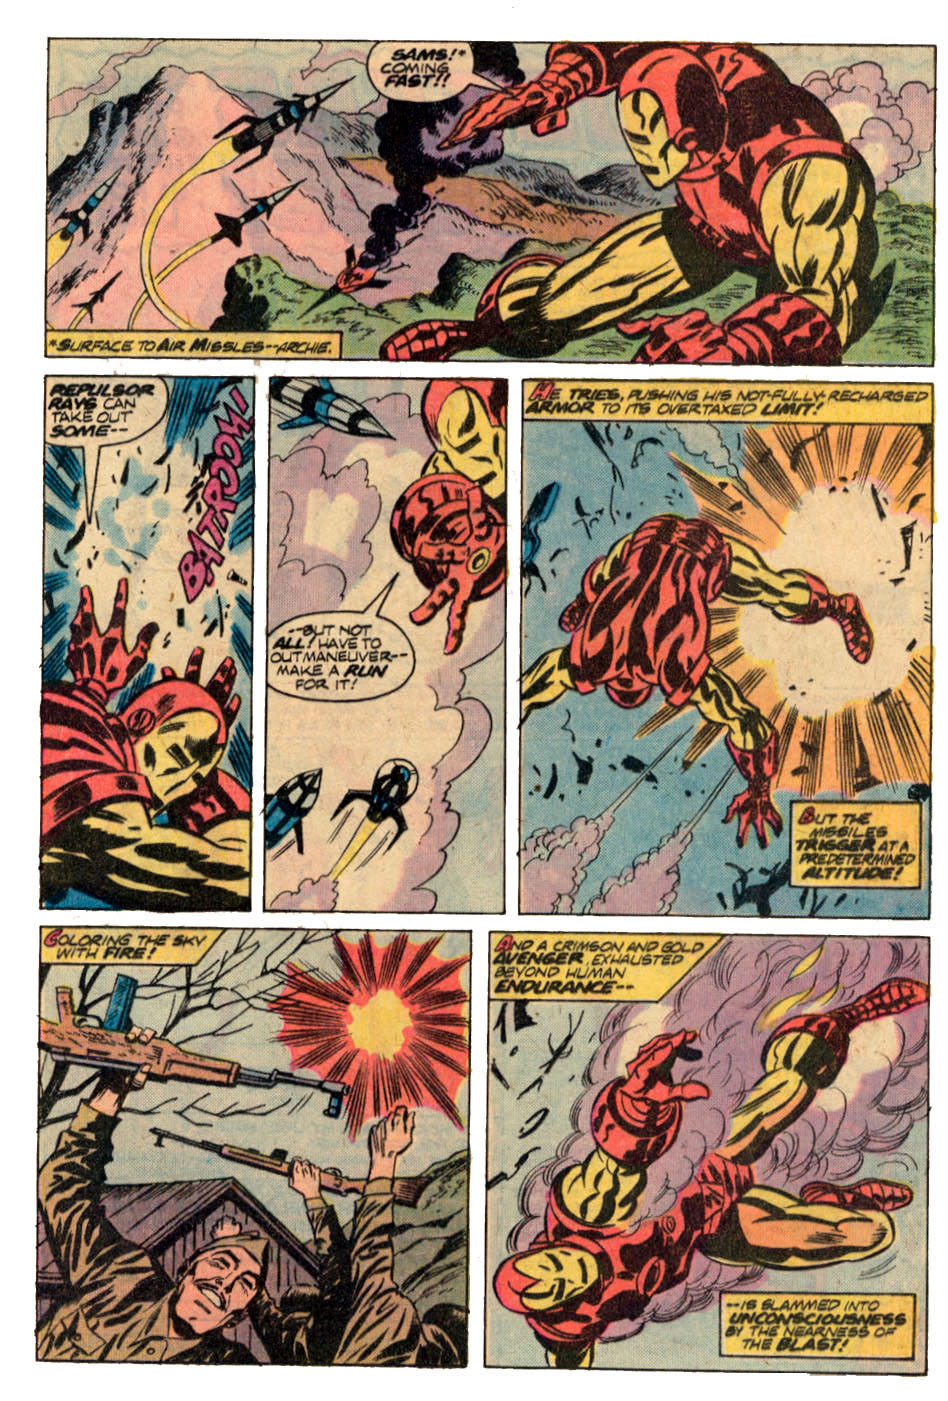 SAMS!*
COMING
FAST!!
*SURFACE TO AIR MISSLES--ARCHIE.
REPULSOR
RAYS CAN
TAKE OUT
SOME--
BATROOM!
--BUT NOT
ALL! HAVE TO
OUTMANEUVER--
MAKE A RUN
FOR IT!
HE TRIES, PUSHING HIS NOT-FULLY-RECHARGED
ARMOR TO ITS OVERTAXED LIMIT!
BUT THE
MISSILES
TRIGGER AT A
PREDETERMINED
ALTITUDE!
COLORING THE SKY
WITH FIRE!
AND A CRIMSON AND GOLD
AVENGER, EXHAUSTED
BEYOND HUMAN
ENDURANCE--
--IS SLAMMED INTO
UNCONSCIOUSNESS
BY THE NEARNESS OF
THE BLAST!